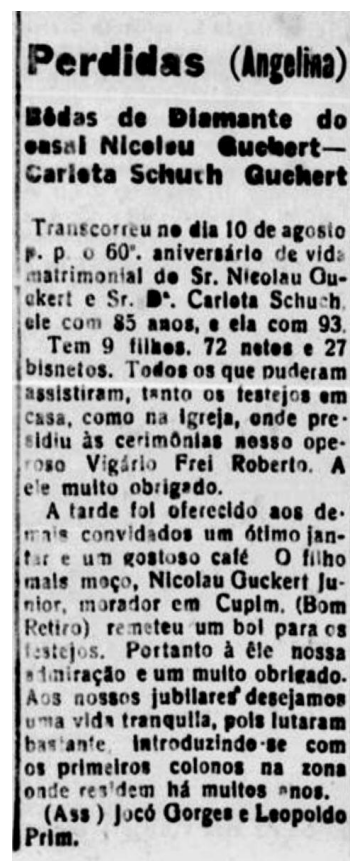 Perdidas (Angelina)
Bôdas de Diamante do
casal Nicolau Guckert—
Carlota Schuch Guckert
Transcorreu no dia 10 de agosto
p. p. o 60º. aniversário de vida
matrimonial do Sr. Nicolau Gu-
ckert e Sr. Dª. Carlota Schuch,
ele com 85 anos, e ela com 93.
Tem 9 filhos. 72 netos e 27
bisnetos. Todos os que puderam
assistiram, tanto os testejos em
casa, como na Igreja, onde pre-
sidiu às cerimônias nosso ope-
roso Vigário Frei Roberto. A
ele muito obrigado.
A tarde foi oferecido aos de-
mais convidados um ótimo jan-
tar e um gostoso café O filho
mais moço, Nicolau Guckert Ju-
nior, morador em Cupim. (Bom
Retiro) remeteu um boi para os
testejos. Portanto à êle nossa
admiração e um muito obrigado.
Aos nossos jubilares desejamos
uma vida tranquila, pois lutaram
bastante, introduzindo-se com
os primeiros colonos na zona
onde residem há muitos anos.
(Ass) Jocó Gorges e Leopoldo
Prim.